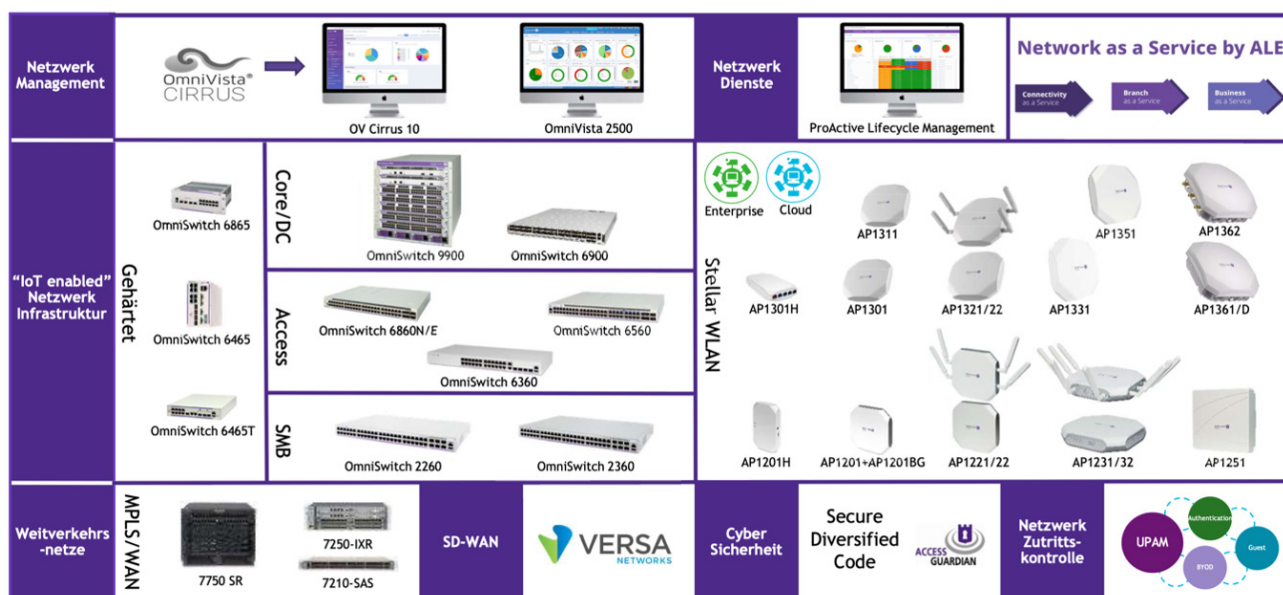 Netzwerk
Management
OmniVista®
CIRRUS
OV Cirrus 10
OmniVista 2500
Netzwerk
Dienste
ProActive Lifecycle Management
Network as a Service by ALE
Connectivity
as a Service
Branch
as a Service
Business
as a Service
"IoT enabled"
Netzwerk
Infrastruktur
Gehärtet
OmniSwitch 6865
OmniSwitch 6465
OmniSwitch 6465T
Core/DC
OmniSwitch 9900
OmniSwitch 6900
Access
OmniSwitch 6860N/E
OmniSwitch 6560
OmniSwitch 6360
SMB
OmniSwitch 2260
OmniSwitch 2360
Stellar WLAN
Enterprise
Cloud
AP1311
AP1351
AP1362
AP1301H
AP1301
AP1321/22
AP1331
AP1361/D
AP1201H
AP1201+AP1201BG
AP1221/22
AP1231/32
AP1251
Weitverkehrs
-netze
MPLS/WAN
7750 SR
7250-IXR
7210-SAS
SD-WAN
VERSA
NETWORKS
Cyber
Sicherheit
Secure
Diversified
Code
ACCESS
GUARDIAN
Netzwerk
Zutritts-
kontrolle
UPAM
Authentication
BYOD
Guest